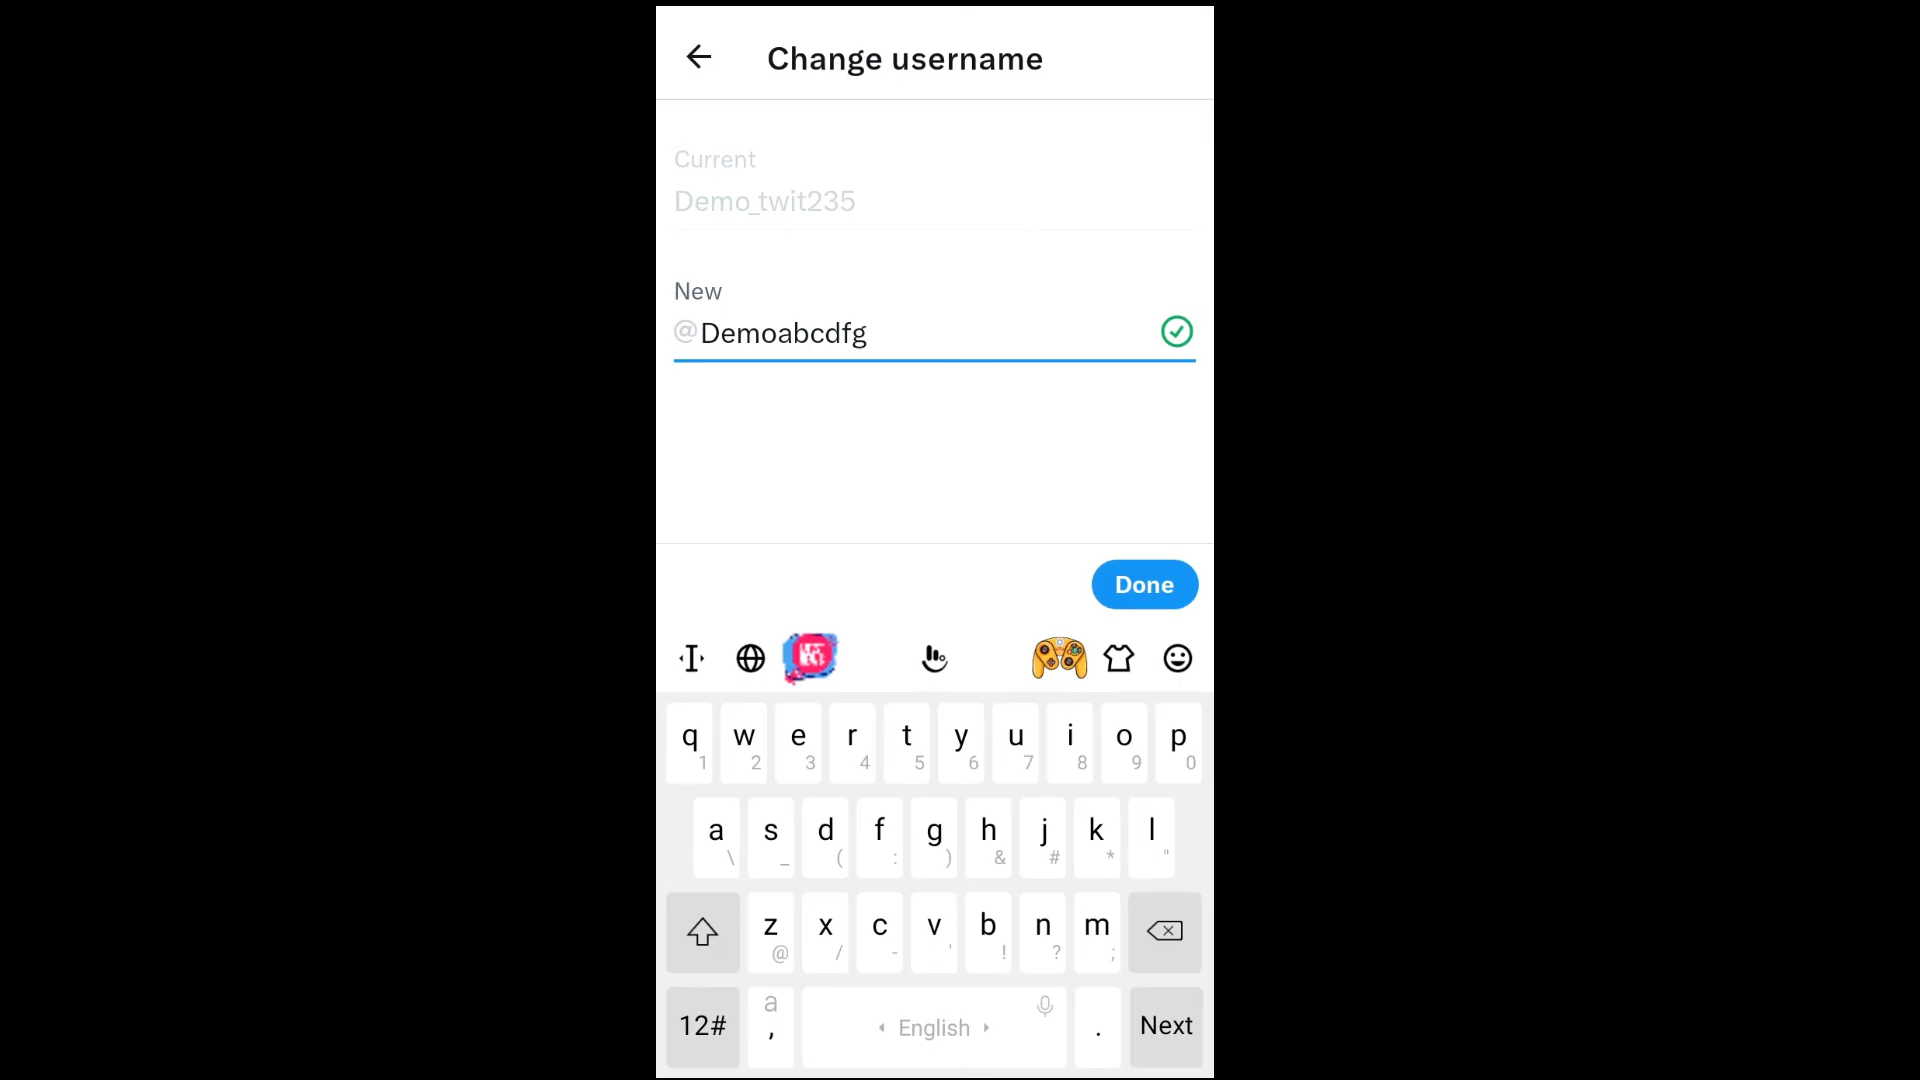 Change username
Current
Demo_twit235
New
@Demoabcdfg
Done
q w e r t y u i o p
1 2 3 4 5 6 7 8 9 0
a s d f g h j k l
\ _ ( : ) & # * "
z x c v b n m
@ / - ' ! ? ;
12# a , English . Next